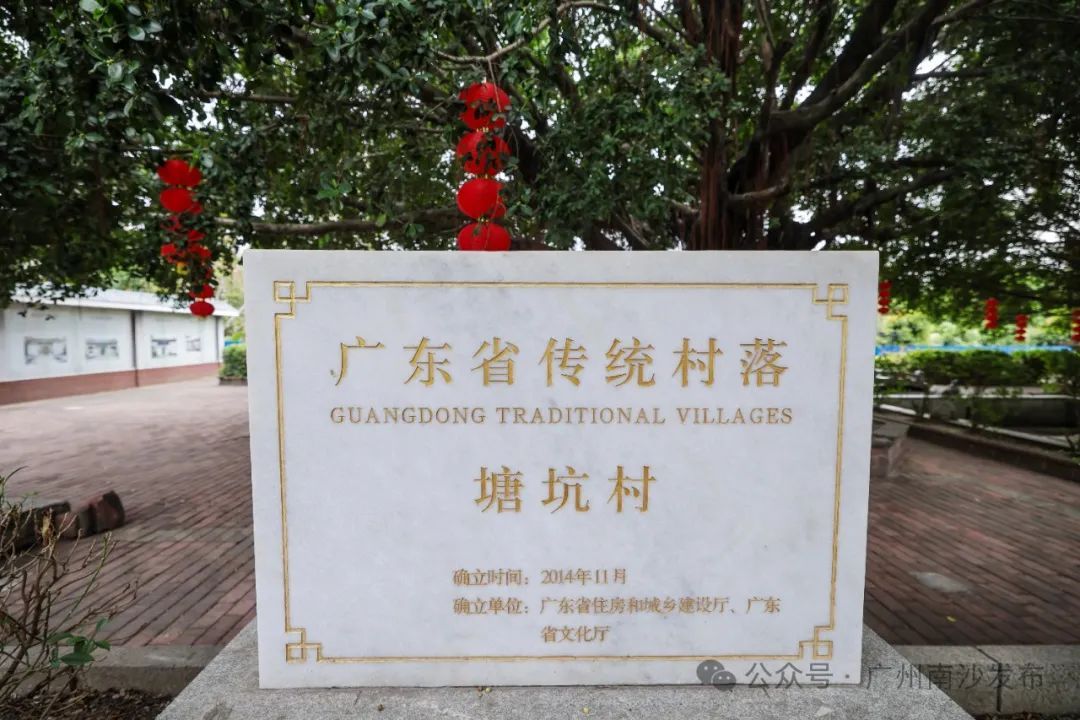 广东省传统村落
GUANGDONG TRADITIONAL VILLAGES
塘坑村
确立时间：2014年11月
确立单位：广东省住房和城乡建设厅、广东
省文化厅
公众号·广州南沙发布